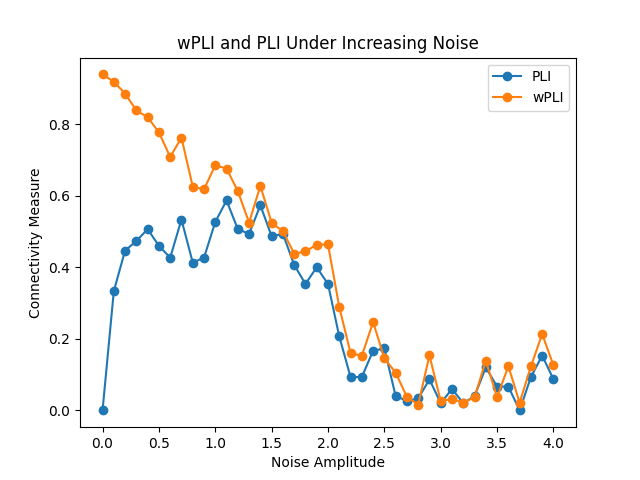 wPLI and PLI Under Increasing Noise
PLI
wPLI
Connectivity Measure
0.8
0.6
0.4
0.2
0.0
0.0 0.5 1.0 1.5 2.0 2.5 3.0 3.5 4.0
Noise Amplitude